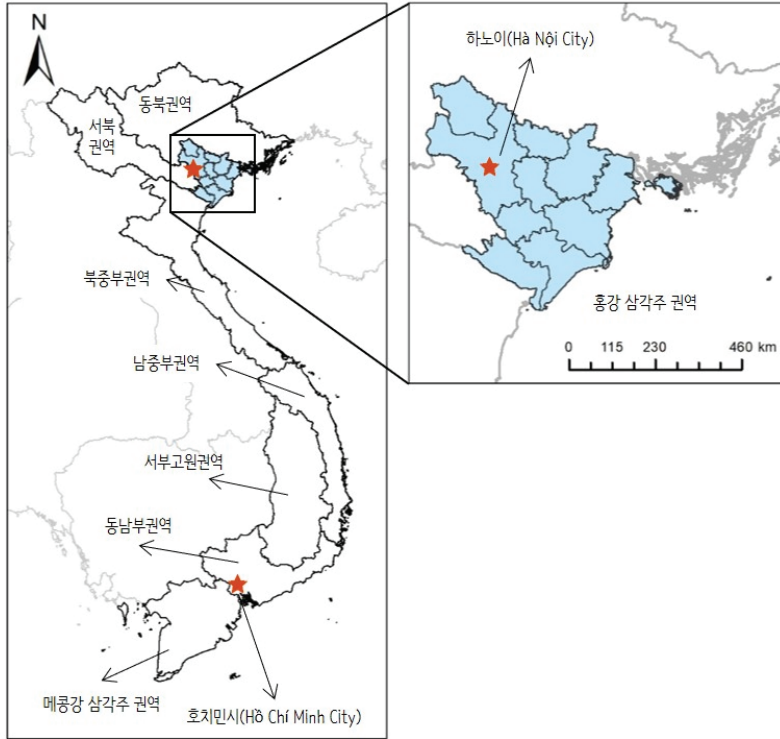 N
동북권역
서북
권역
북중부권역
남중부권역
서부고원권역
동남부권역
메콩강 삼각주 권역
호치민시(Hồ Chí Minh City)
하노이(Hà Nội City)
홍강 삼각주 권역
0 115 230 460 km